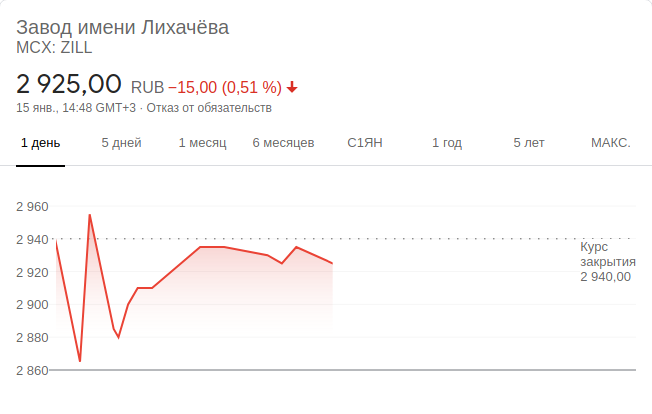 Завод имени Лихачёва
MCX: ZILL
2 925,00 RUB −15,00 (0,51 %)
15 янв., 14:48 GMT+3 · Отказ от обязательств
1 день 5 дней 1 месяц 6 месяцев С1ЯН 1 год 5 лет МАКС.
2 960
2 940
Курс
закрытия
2 940,00
2 920
2 900
2 880
2 860